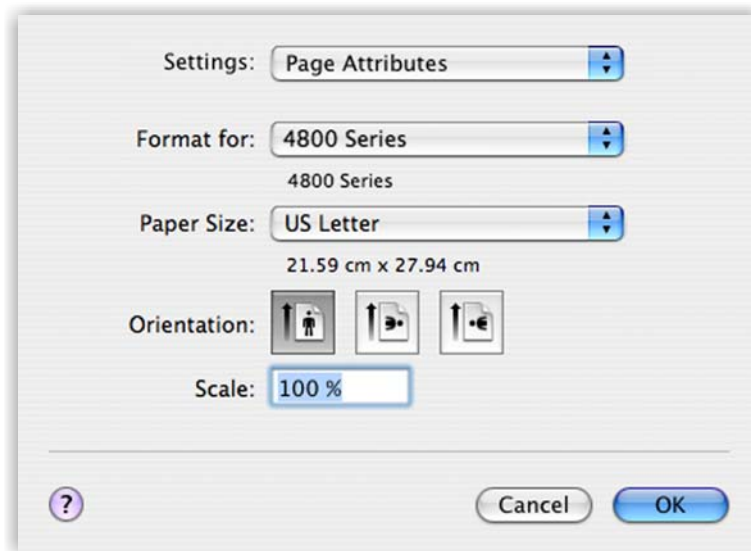 Settings: Page Attributes
Format for: 4800 Series
4800 Series
Paper Size: US Letter
21.59 cm x 27.94 cm
Orientation:
Scale: 100 %
? Cancel OK